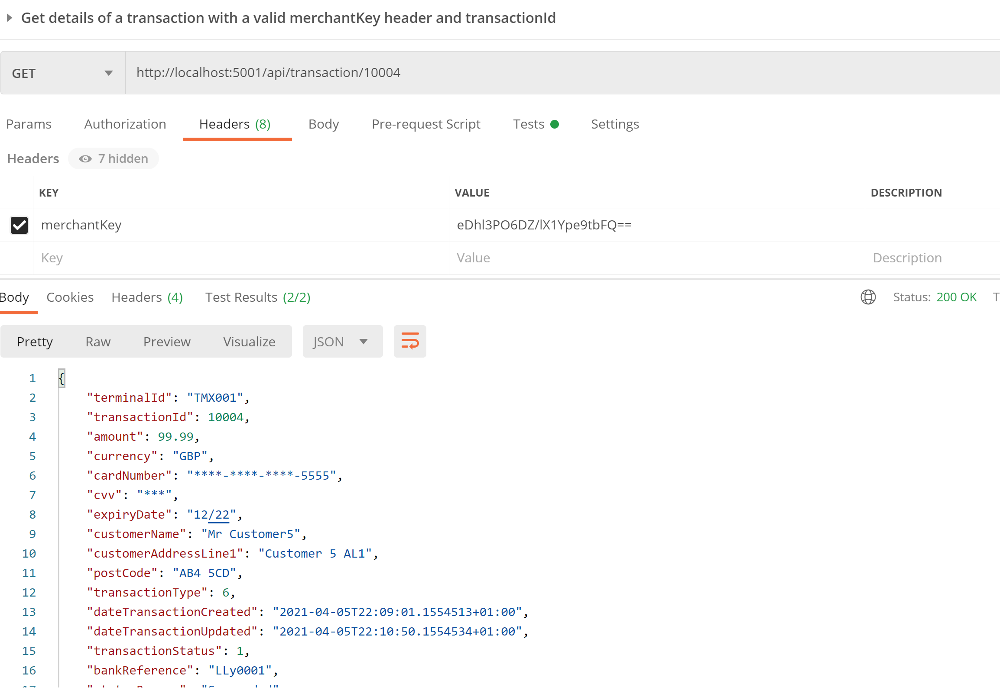 Get details of a transaction with a valid merchantKey header and transactionId
GET http://localhost:5001/api/transaction/10004
Params Authorization Headers (8) Body Pre-request Script Tests Settings
Headers 7 hidden
KEY VALUE DESCRIPTION
merchantKey eDhl3PO6DZ/lX1Ype9tbFQ==
Key Value Description
Body Cookies Headers (4) Test Results (2/2) Status: 200 OK
Pretty Raw Preview Visualize JSON
1 {
2 "terminalId": "TMX001",
3 "transactionId": 10004,
4 "amount": 99.99,
5 "currency": "GBP",
6 "cardNumber": "****-****-****-5555",
7 "cvv": "***",
8 "expiryDate": "12/22",
9 "customerName": "Mr Customer5",
10 "customerAddressLine1": "Customer 5 AL1",
11 "postCode": "AB4 5CD",
12 "transactionType": 6,
13 "dateTransactionCreated": "2021-04-05T22:09:01.1554513+01:00",
14 "dateTransactionUpdated": "2021-04-05T22:10:50.1554534+01:00",
15 "transactionStatus": 1,
16 "bankReference": "LLy0001",
17